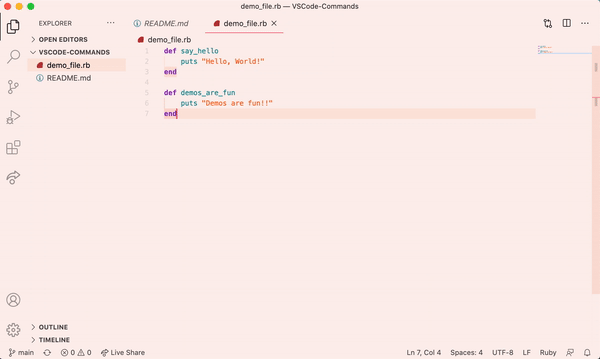 demo_file.rb — VSCode-Commands
EXPLORER
OPEN EDITORS
VSCODE-COMMANDS
demo_file.rb
README.md
OUTLINE
TIMELINE
README.md
demo_file.rb
demo_file.rb
1 def say_hello
2 puts "Hello, World!"
3 end
4
5 def demos_are_fun
6 puts "Demos are fun!!"
7 end
main 0 0 Live Share Ln 7, Col 4 Spaces: 4 UTF-8 LF Ruby